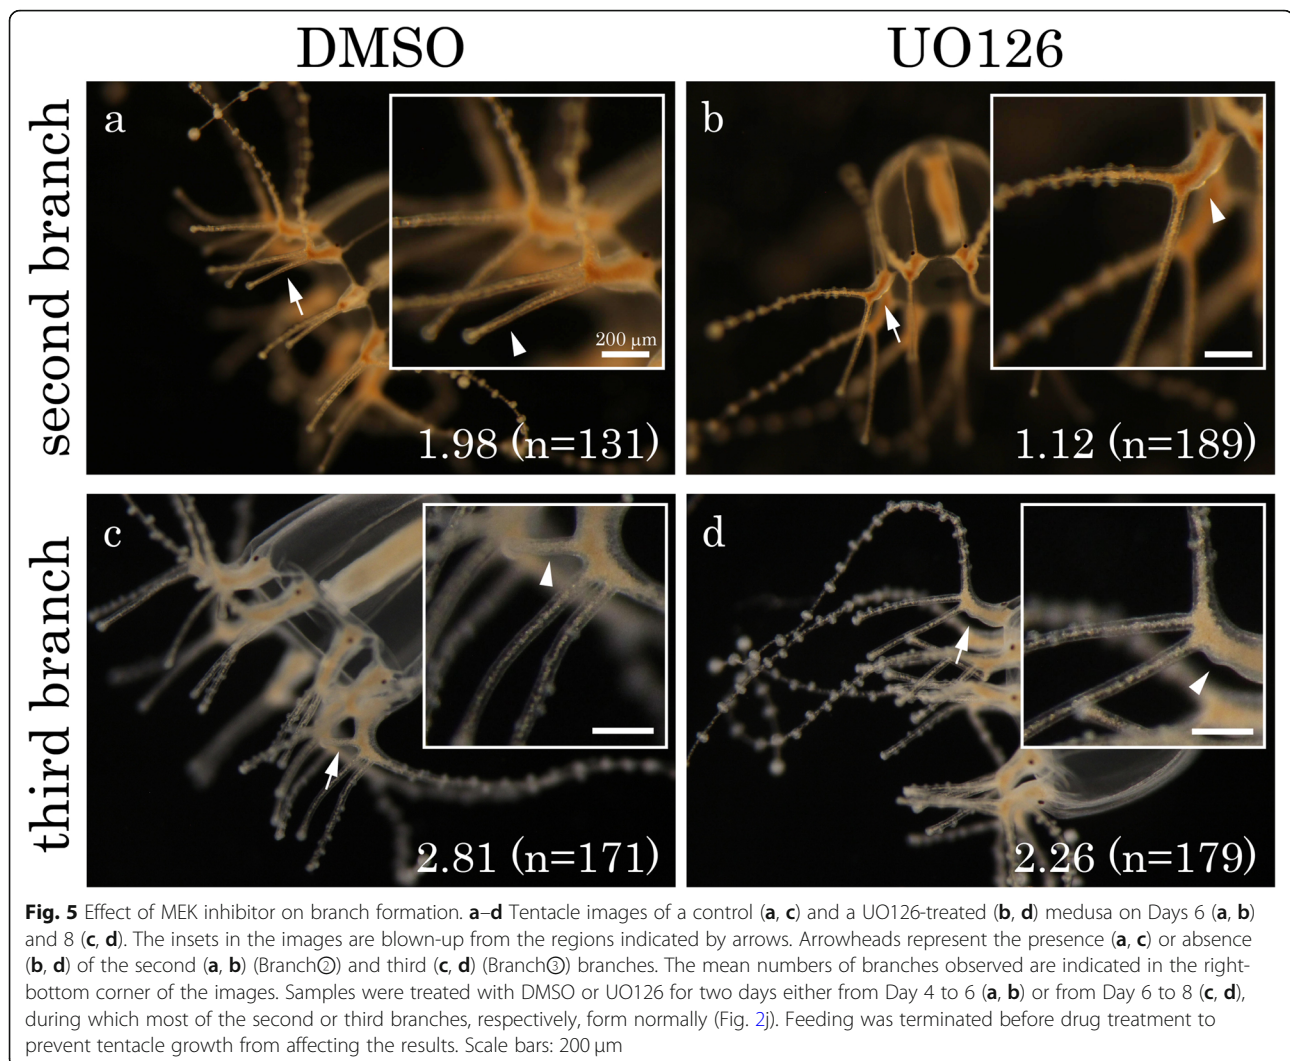 DMSO
UO126
second branch
a
200 µm
1.98 (n=131)
b
1.12 (n=189)
third branch
c
2.81 (n=171)
d
2.26 (n=179)
Fig. 5 Effect of MEK inhibitor on branch formation. a–d Tentacle images of a control (a, c) and a UO126-treated (b, d) medusa on Days 6 (a, b)
and 8 (c, d). The insets in the images are blown-up from the regions indicated by arrows. Arrowheads represent the presence (a, c) or absence
(b, d) of the second (a, b) (Branch②) and third (c, d) (Branch③) branches. The mean numbers of branches observed are indicated in the right-
bottom corner of the images. Samples were treated with DMSO or UO126 for two days either from Day 4 to 6 (a, b) or from Day 6 to 8 (c, d),
during which most of the second or third branches, respectively, form normally (Fig. 2j). Feeding was terminated before drug treatment to
prevent tentacle growth from affecting the results. Scale bars: 200 µm